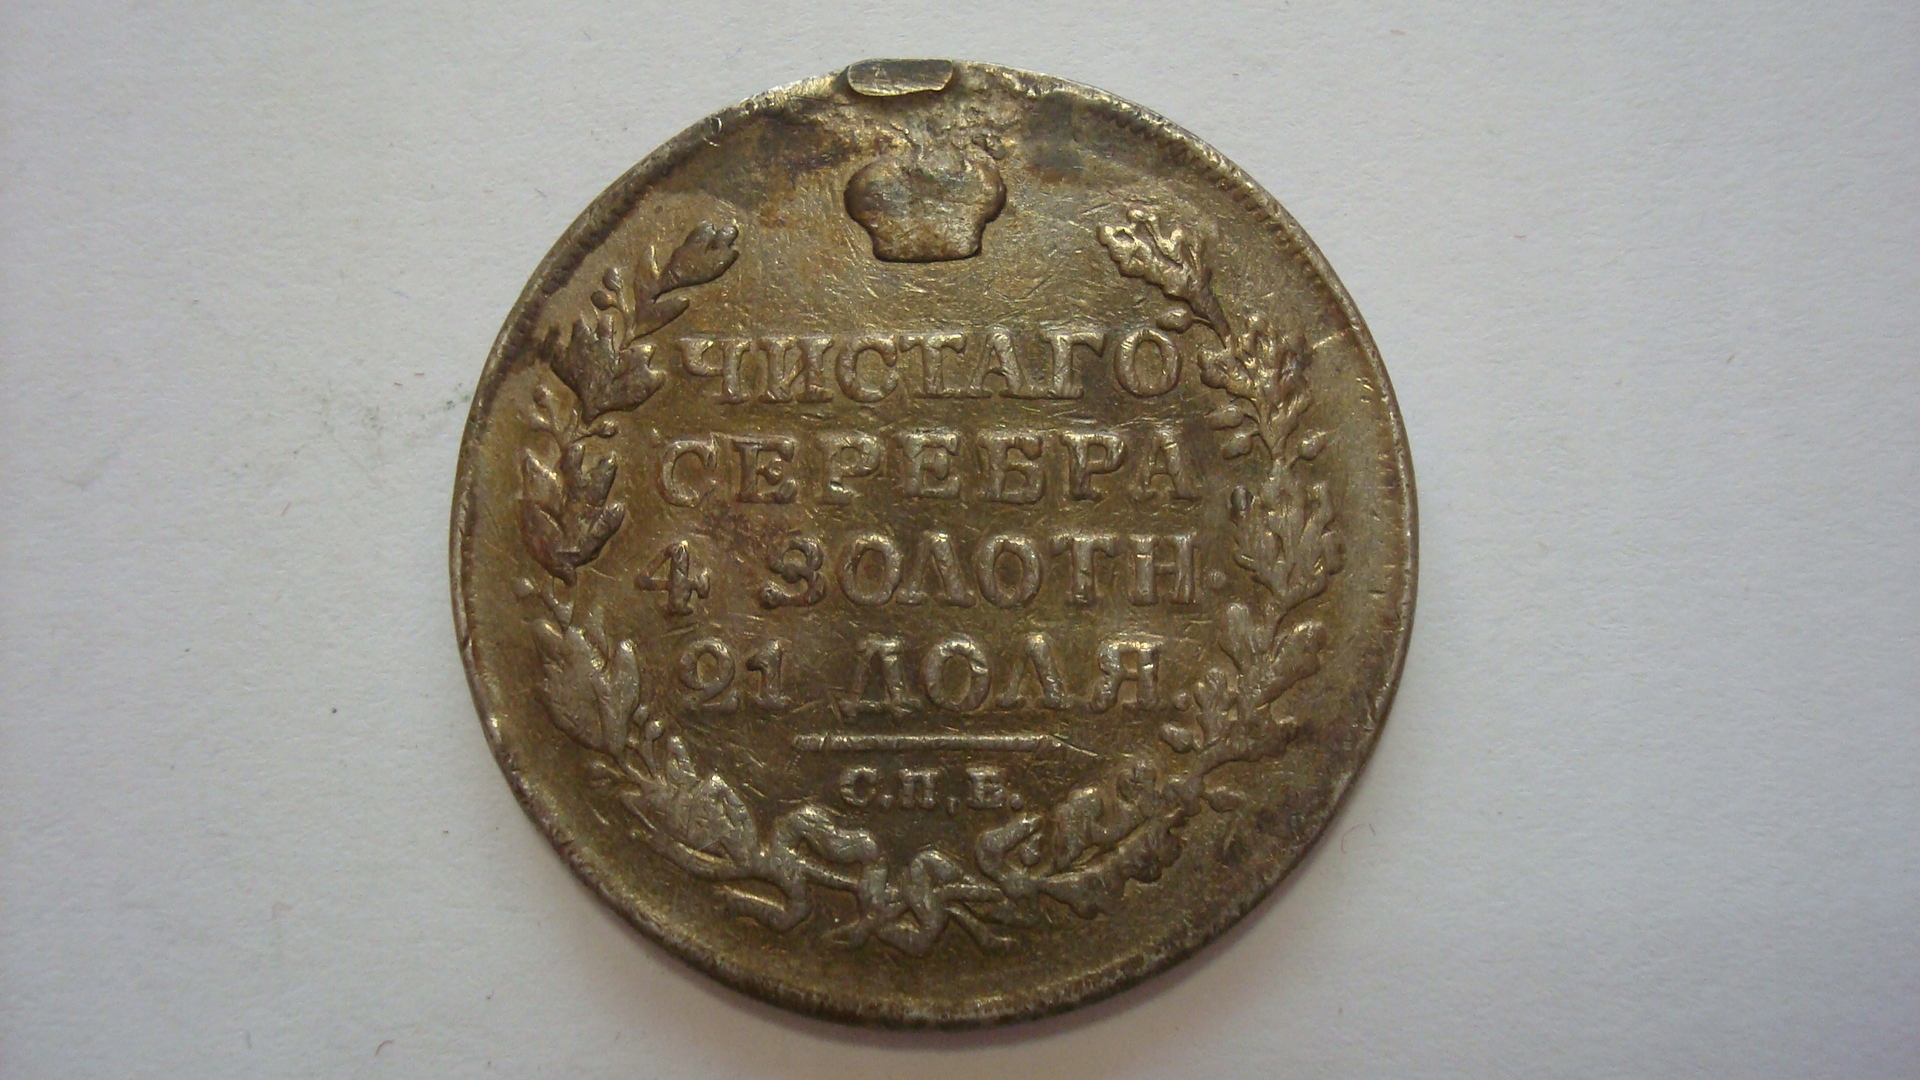 ЧИСТАГО
СЕРЕБРА
4 ЗОЛОТН.
21 ДОЛЯ.
С.П.Б.